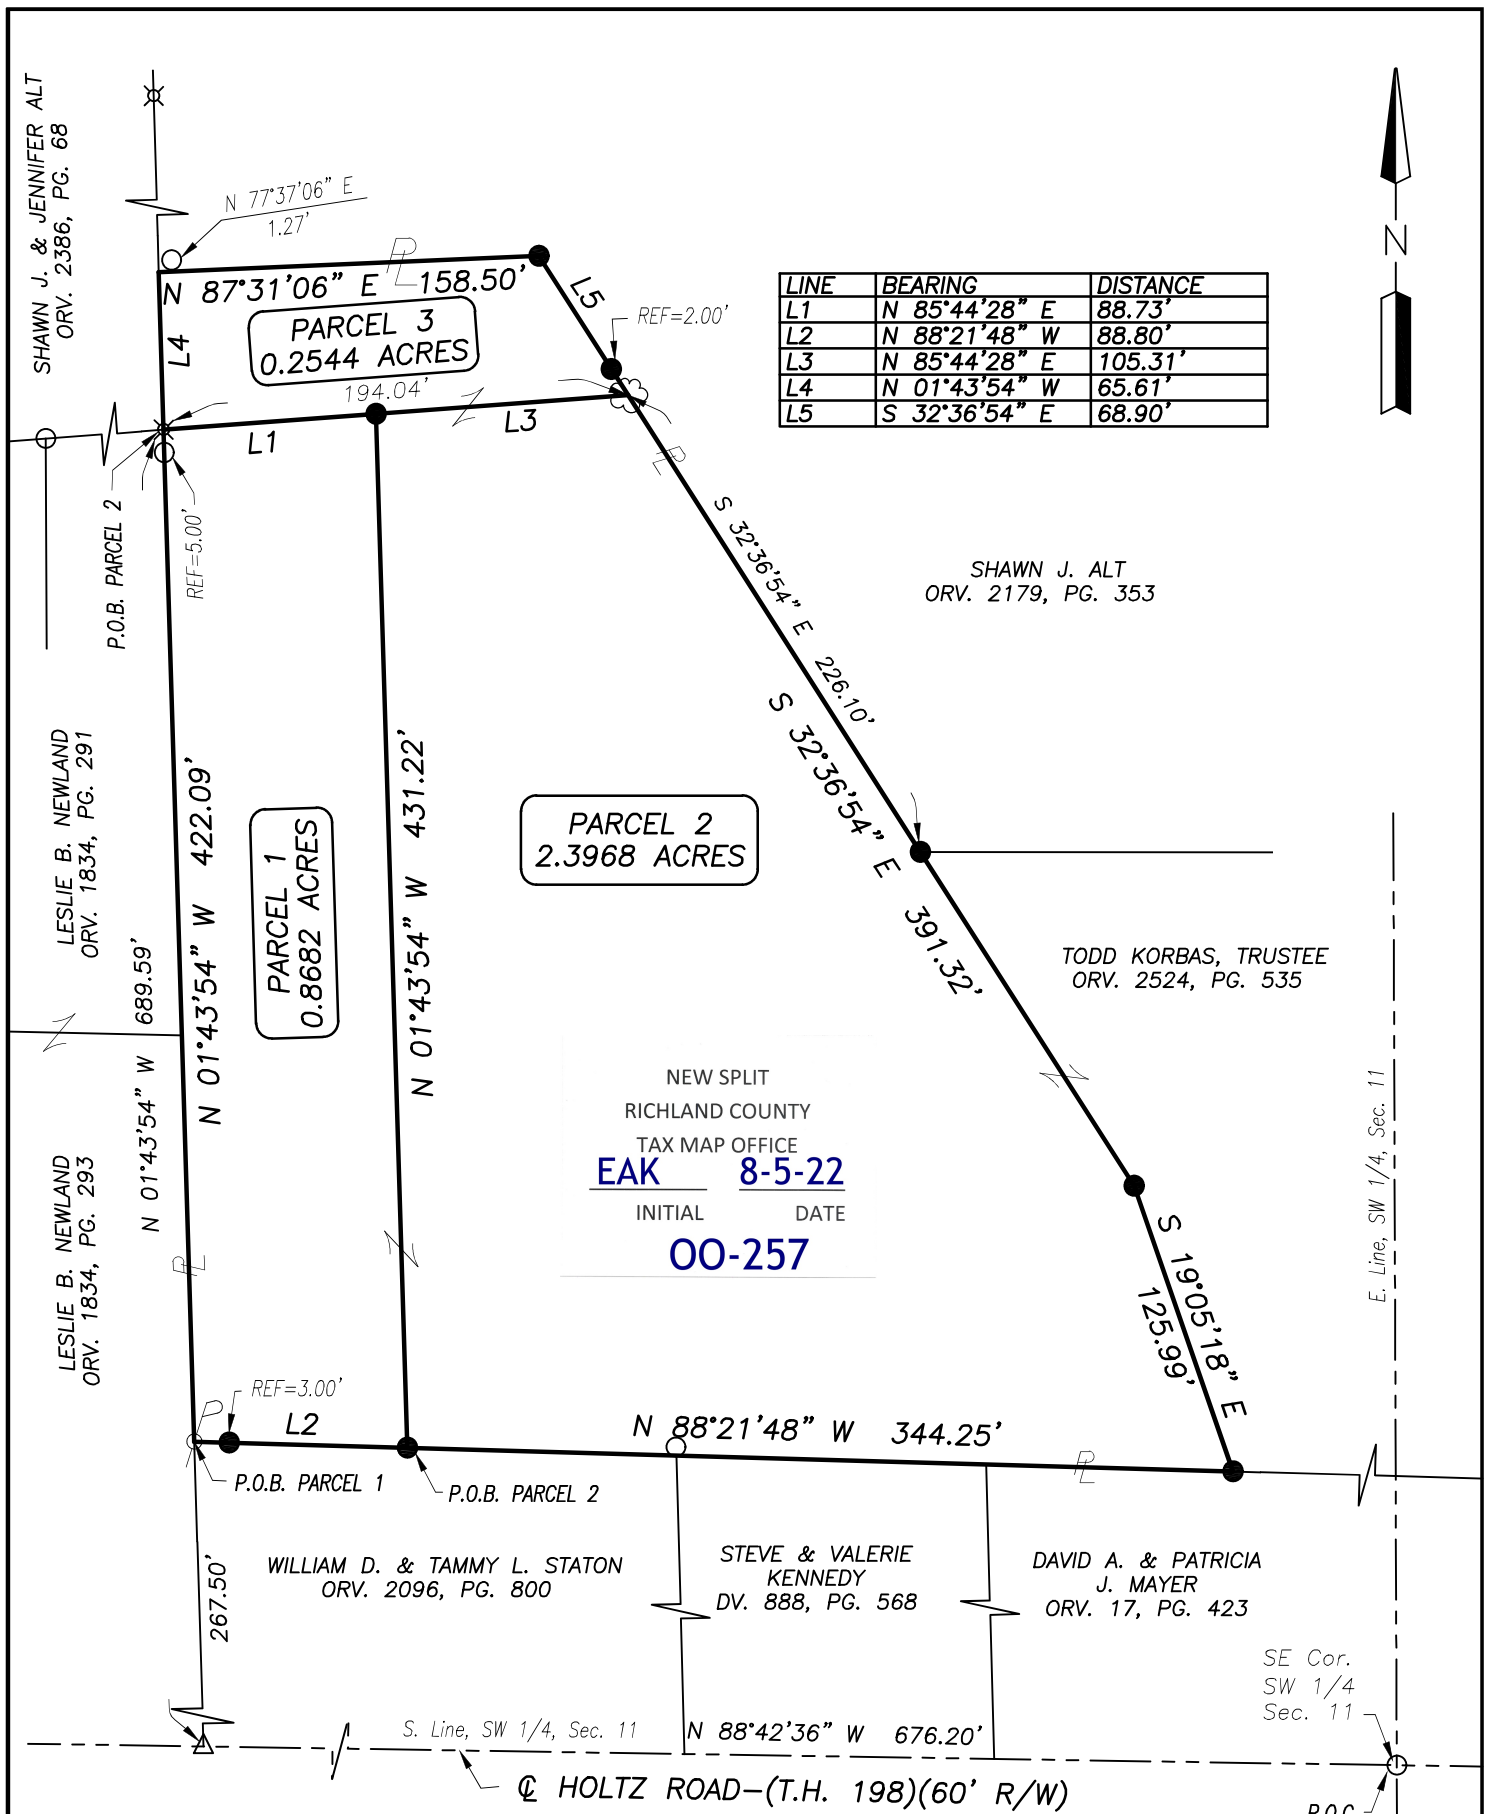 SHAWN J. & JENNIFER ALT
ORV. 2386, PG. 68
N 77°37'06" E
1.27'
N 87°31'06" E 158.50'
L5
REF=2.00'
PARCEL 3
0.2544 ACRES
L4
194.04'
L1
L3
N
LINE BEARING DISTANCE
L1 N 85°44'28" E 88.73'
L2 N 88°21'48" W 88.80'
L3 N 85°44'28" E 105.31'
L4 N 01°43'54" W 65.61'
L5 S 32°36'54" E 68.90'
P.O.B. PARCEL 2
REF=5.00'
S 32°36'54" E 226.10'
SHAWN J. ALT
ORV. 2179, PG. 353
S 32°36'54" E 391.32'
LESLIE B. NEWLAND
ORV. 1834, PG. 291
N 01°43'54" W 689.59'
N 01°43'54" W 422.09'
PARCEL 1
0.8682 ACRES
N 01°43'54" W 431.22'
PARCEL 2
2.3968 ACRES
TODD KORBAS, TRUSTEE
ORV. 2524, PG. 535
NEW SPLIT
RICHLAND COUNTY
TAX MAP OFFICE
EAK 8-5-22
INITIAL DATE
OO-257
E. Line, SW 1/4, Sec. 11
LESLIE B. NEWLAND
ORV. 1834, PG. 293
S 19°05'18" E
125.99'
REF=3.00'
L2
N 88°21'48" W 344.25'
P.O.B. PARCEL 1
P.O.B. PARCEL 2
WILLIAM D. & TAMMY L. STATON
ORV. 2096, PG. 800
STEVE & VALERIE
KENNEDY
DV. 888, PG. 568
DAVID A. & PATRICIA
J. MAYER
ORV. 17, PG. 423
267.50'
SE Cor.
SW 1/4
Sec. 11
S. Line, SW 1/4, Sec. 11
N 88°42'36" W 676.20'
℄ HOLTZ ROAD-(T.H. 198)(60' R/W)